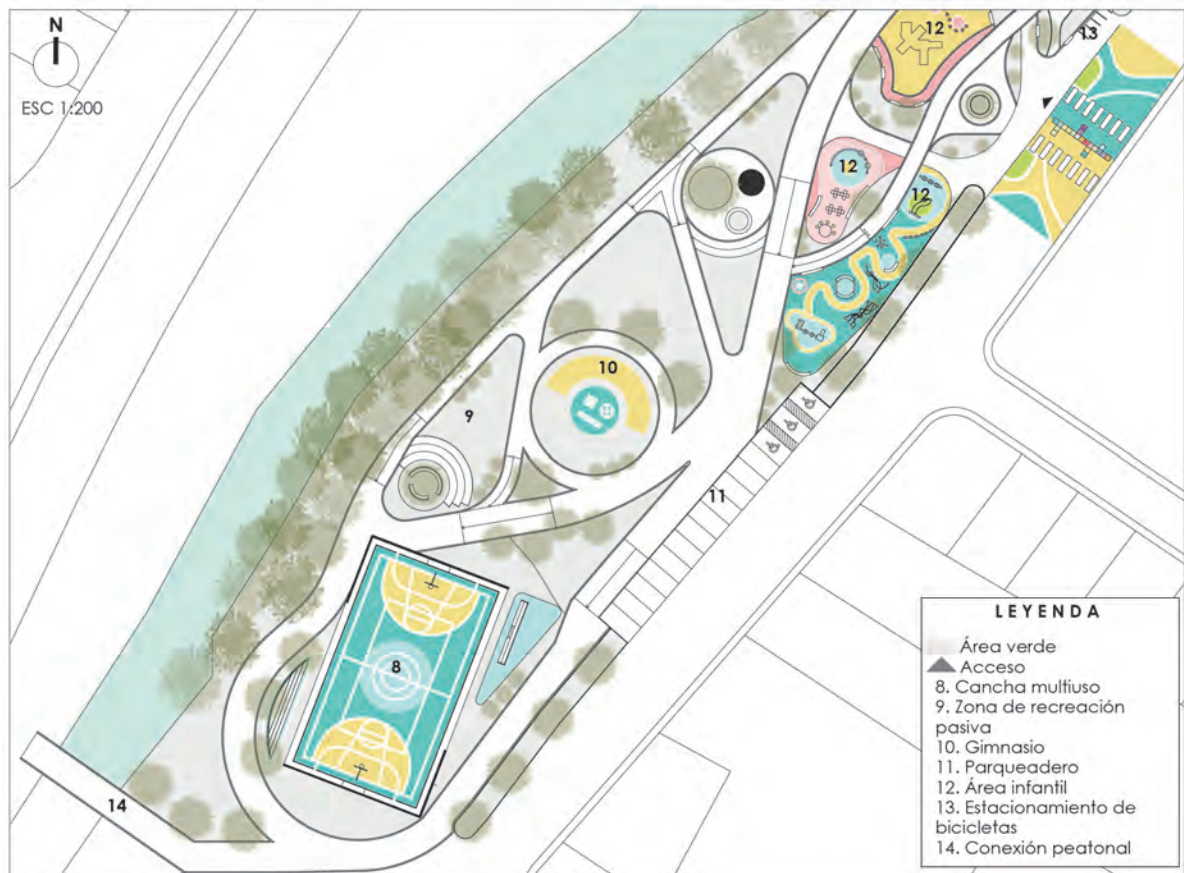 N
ESC 1:200
12
13
12
12
10
9
11
8
14
LEYENDA
Área verde
Acceso
8. Cancha multiuso
9. Zona de recreación
pasiva
10. Gimnasio
11. Parqueadero
12. Área infantil
13. Estacionamiento de
bicicletas
14. Conexión peatonal